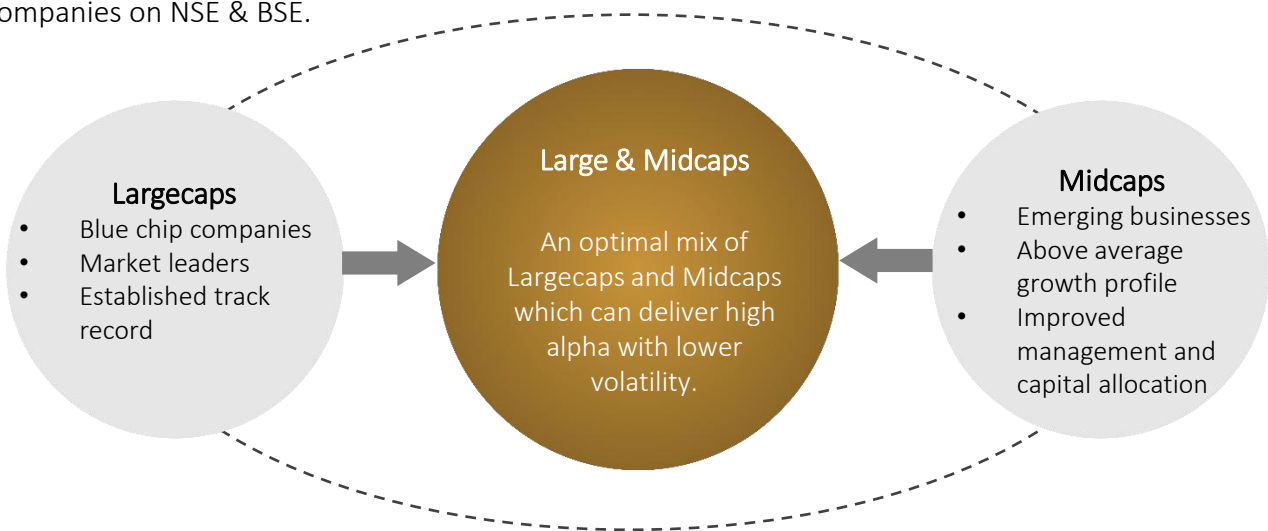 ompanies on NSE & BSE.
Largecaps
• Blue chip companies
• Market leaders
• Established track
record
Large & Midcaps
An optimal mix of
Largecaps and Midcaps
which can deliver high
alpha with lower
volatility.
Midcaps
• Emerging businesses
• Above average
growth profile
• Improved
management and
capital allocation